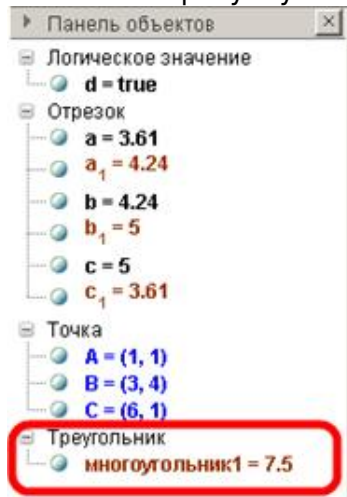 Панель объектов
Логическое значение
d = true
Отрезок
a = 3.61
a₁ = 4.24
b = 4.24
b₁ = 5
c = 5
c₁ = 3.61
Точка
A = (1, 1)
B = (3, 4)
C = (6, 1)
Треугольник
многоугольник1 = 7.5